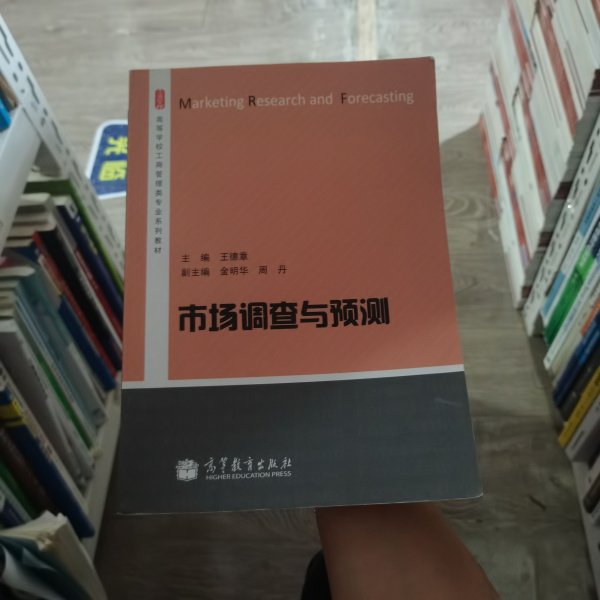 Marketing Research and Forecasting
高等学校工商管理类专业系列教材
主 编 王德章
副主编 金明华 周 丹
市场调查与预测
高等教育出版社
HIGHER EDUCATION PRESS